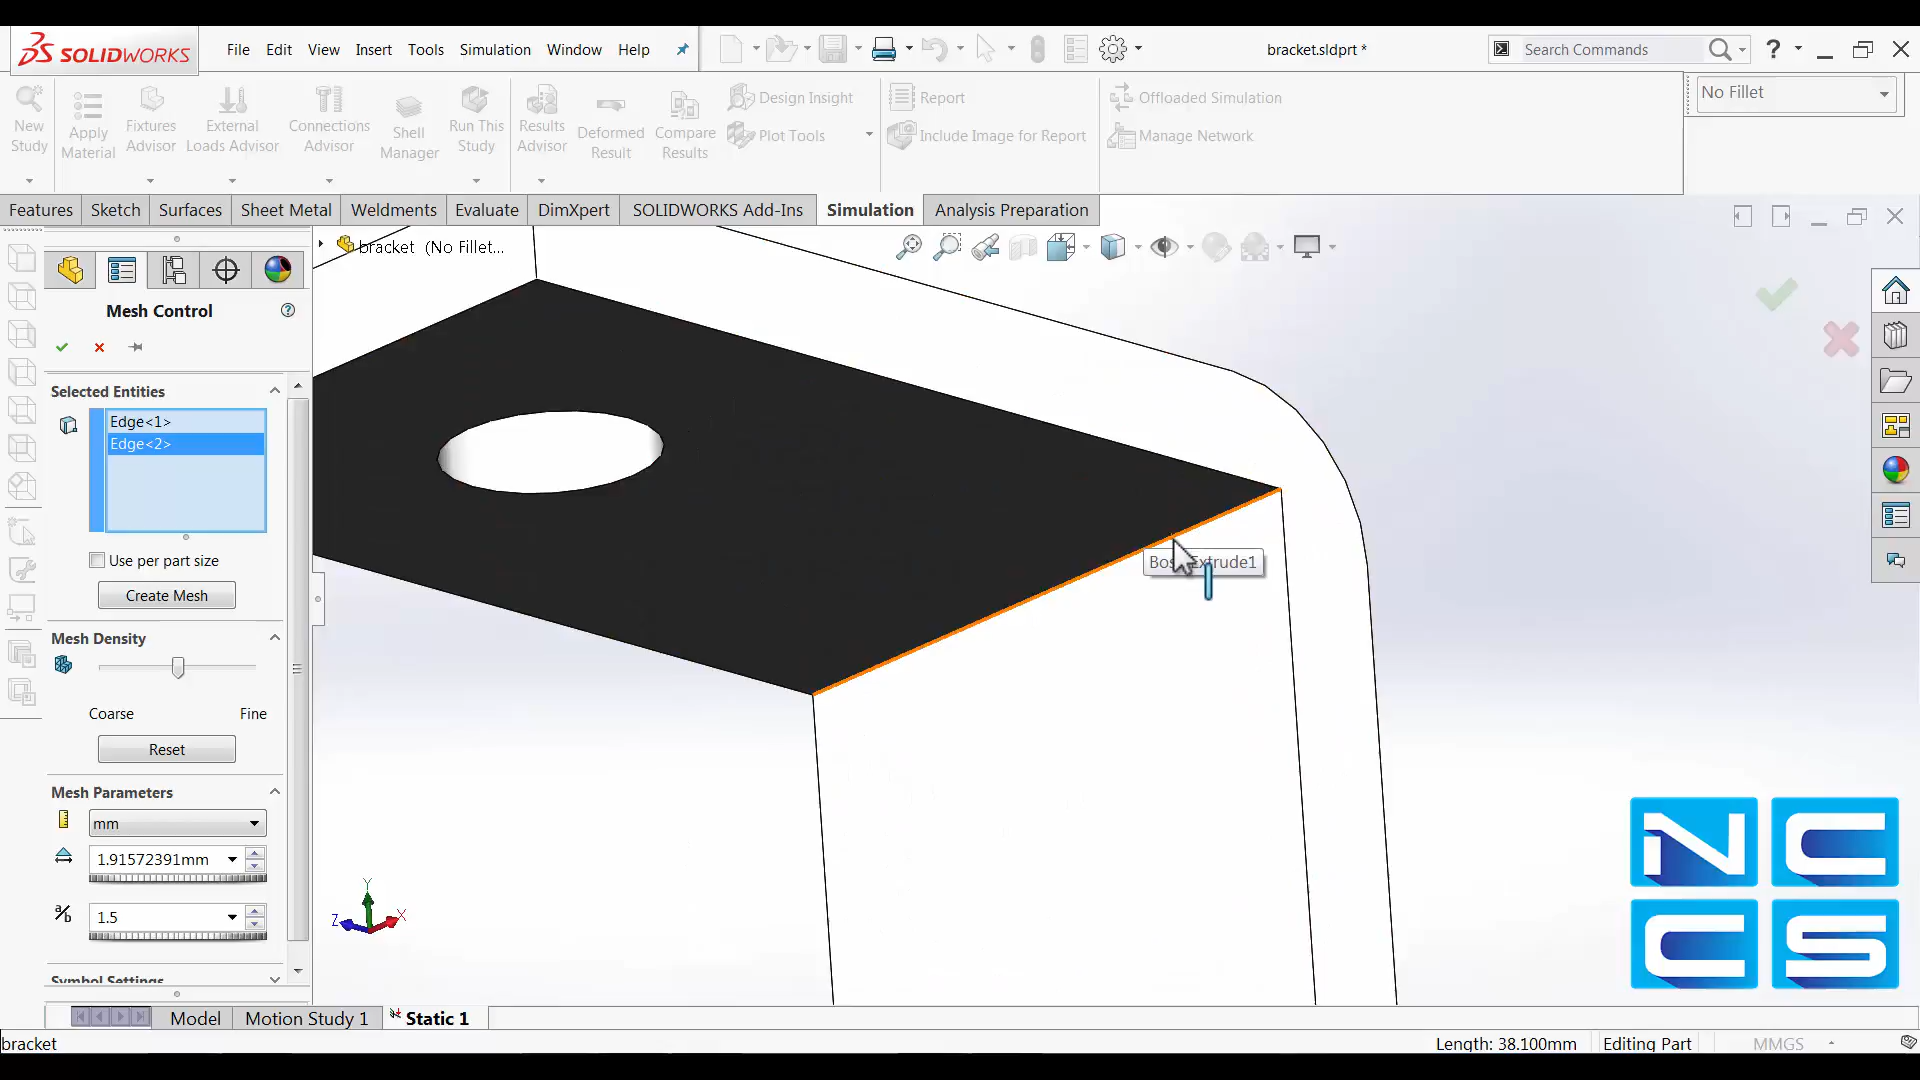 SOLIDWORKS
File Edit View Insert Tools Simulation Window Help
bracket.sldprt *
Search Commands
?
New Study
Apply Material
Fixtures Advisor
External Loads Advisor
Connections Advisor
Shell Manager
Run This Study
Results Advisor
Deformed Result
Compare Results
Design Insight
Plot Tools
Report
Include Image for Report
Offloaded Simulation
Manage Network
No Fillet
Features Sketch Surfaces Sheet Metal Weldments Evaluate DimXpert SOLIDWORKS Add-Ins Simulation Analysis Preparation
bracket (No Fillet...
Mesh Control
?
Selected Entities
Edge<1>
Edge<2>
Use per part size
Create Mesh
Mesh Density
Coarse Fine
Reset
Mesh Parameters
mm
1.91572391mm
a/b
1.5
Symbol Settings
Y
Z X
N C
C S
Model Motion Study 1 Static 1
bracket
Length: 38.100mm Editing Part MMGS